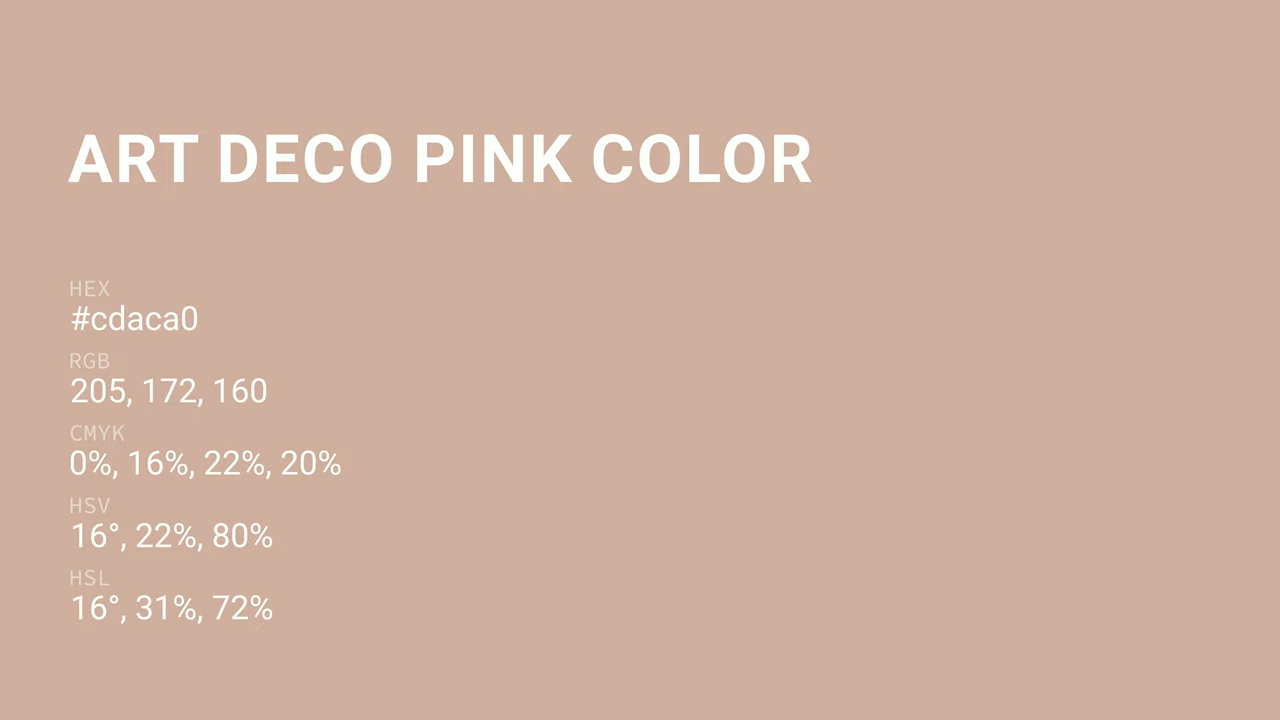 ART DECO PINK COLOR
HEX
#cdaca0
RGB
205, 172, 160
CMYK
0%, 16%, 22%, 20%
HSV
16°, 22%, 80%
HSL
16°, 31%, 72%